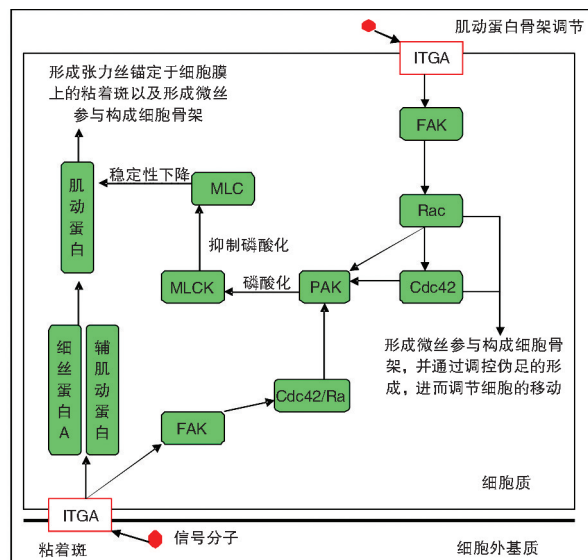 肌动蛋白骨架调节
ITGA
形成张力丝锚定于细胞膜
上的粘着斑以及形成微丝
参与构成细胞骨架
FAK
稳定性下降
MLC
肌动蛋白
Rac
抑制磷酸化
MLCK
磷酸化
PAK
Cdc42
形成微丝参与构成细胞骨
架，并通过调控伪足的形
成，进而调节细胞的移动
细丝蛋白A
辅肌动蛋白
Cdc42/Ra
FAK
细胞质
ITGA
信号分子
粘着斑
细胞外基质